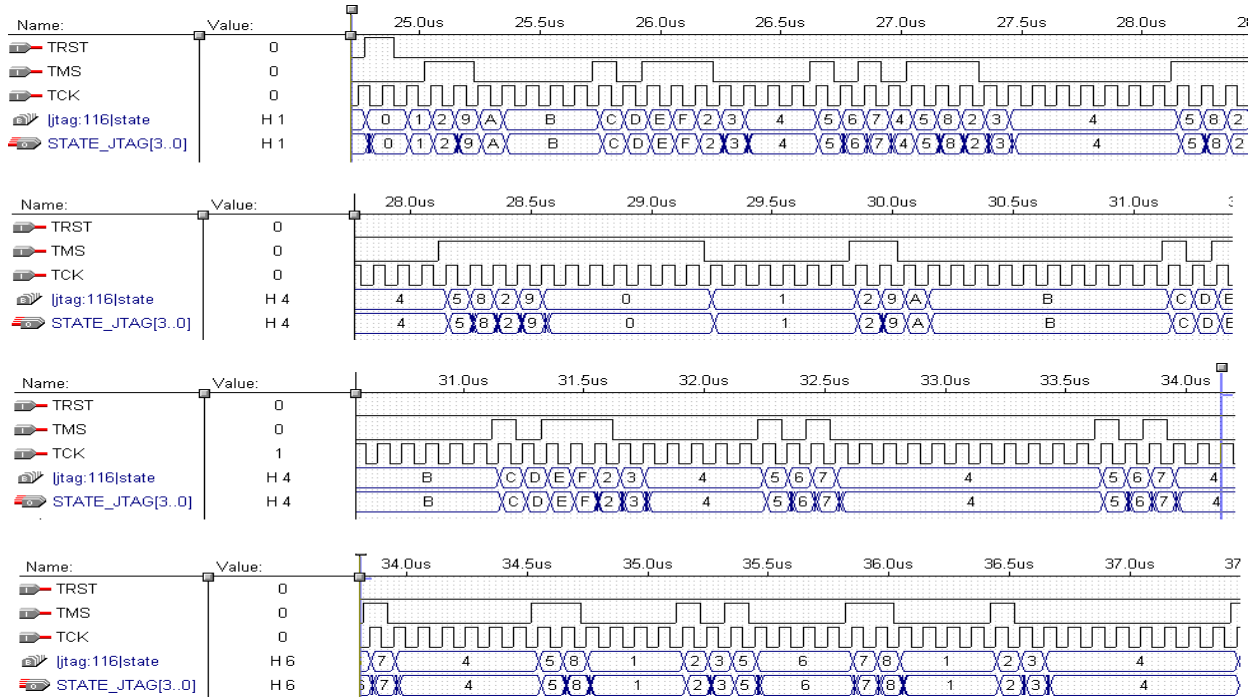 Name: Value: 25.0us 25.5us 26.0us 26.5us 27.0us 27.5us 28.0us
TRST 0
TMS 0
TCK 0
|jtag:116|state H 1 0 1 2 9 A B C D E F 2 3 4 5 6 7 4 5 8 2 3 4 5 8 2
STATE_JTAG[3..0] H 1 0 1 2 9 A B C D E F 2 3 4 5 6 7 4 5 8 2 3 4 5 8 2
Name: Value: 28.0us 28.5us 29.0us 29.5us 30.0us 30.5us 31.0us
TRST 0
TMS 0
TCK 0
|jtag:116|state H 4 4 5 8 2 9 0 1 2 9 A B C D E
STATE_JTAG[3..0] H 4 4 5 8 2 9 0 1 2 9 A B C D E
Name: Value: 31.0us 31.5us 32.0us 32.5us 33.0us 33.5us 34.0us
TRST 0
TMS 0
TCK 1
|jtag:116|state H 4 B C D E F 2 3 4 5 6 7 4 5 6 7 4
STATE_JTAG[3..0] H 4 B C D E F 2 3 4 5 6 7 4 5 6 7 4
Name: Value: 34.0us 34.5us 35.0us 35.5us 36.0us 36.5us 37.0us 37
TRST 0
TMS 0
TCK 0
|jtag:116|state H 6 7 4 5 8 1 2 3 5 6 7 8 1 2 3 4
STATE_JTAG[3..0] H 6 7 4 5 8 1 2 3 5 6 7 8 1 2 3 4